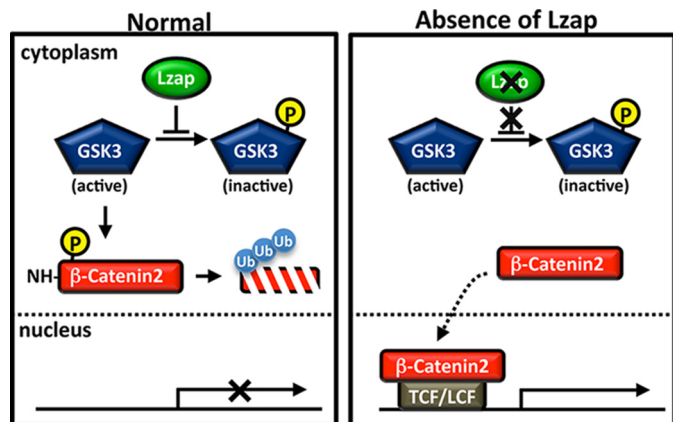 Normal
cytoplasm
Lzap
P
GSK3
GSK3
(active)
(inactive)
P
NH-
β-Catenin2
Ub
Ub
Ub
nucleus
Absence of Lzap
Lzap
P
GSK3
GSK3
(active)
(inactive)
β-Catenin2
β-Catenin2
TCF/LCF